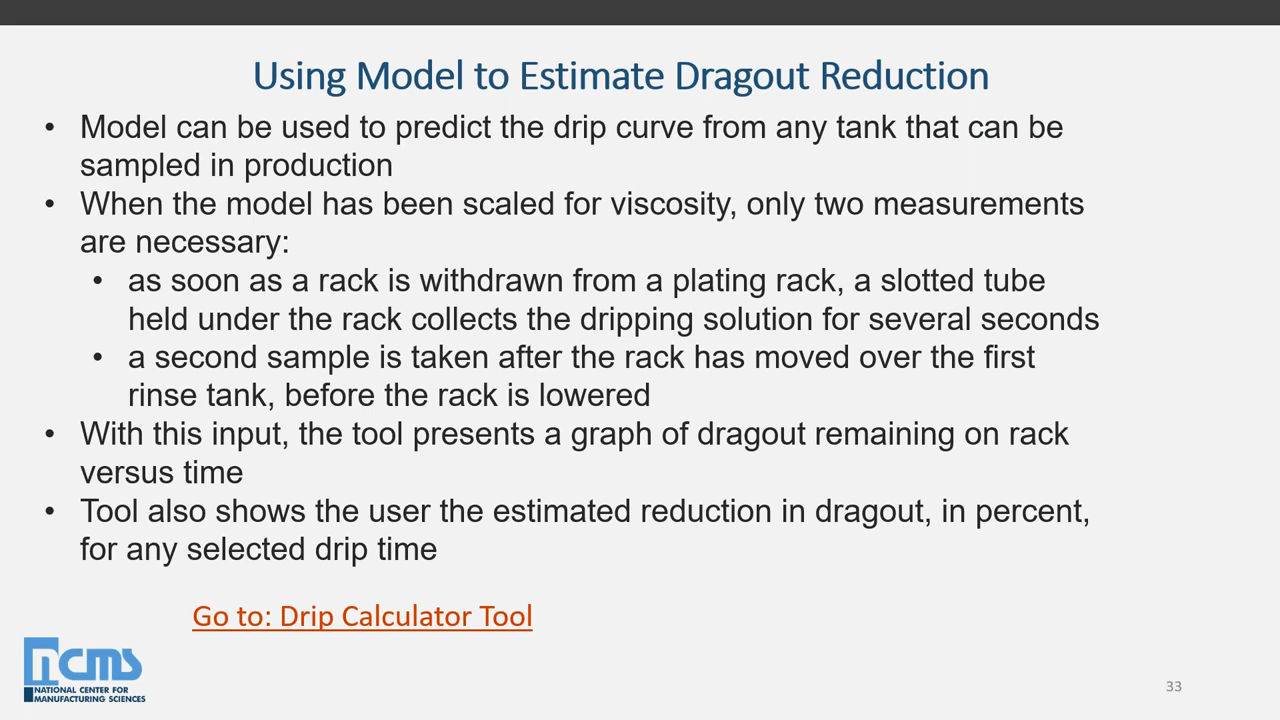 Using Model to Estimate Dragout Reduction
• Model can be used to predict the drip curve from any tank that can be
sampled in production
• When the model has been scaled for viscosity, only two measurements
are necessary:
• as soon as a rack is withdrawn from a plating rack, a slotted tube
held under the rack collects the dripping solution for several seconds
• a second sample is taken after the rack has moved over the first
rinse tank, before the rack is lowered
• With this input, the tool presents a graph of dragout remaining on rack
versus time
• Tool also shows the user the estimated reduction in dragout, in percent,
for any selected drip time
Go to: Drip Calculator Tool
ncms
NATIONAL CENTER FOR
MANUFACTURING SCIENCES
33